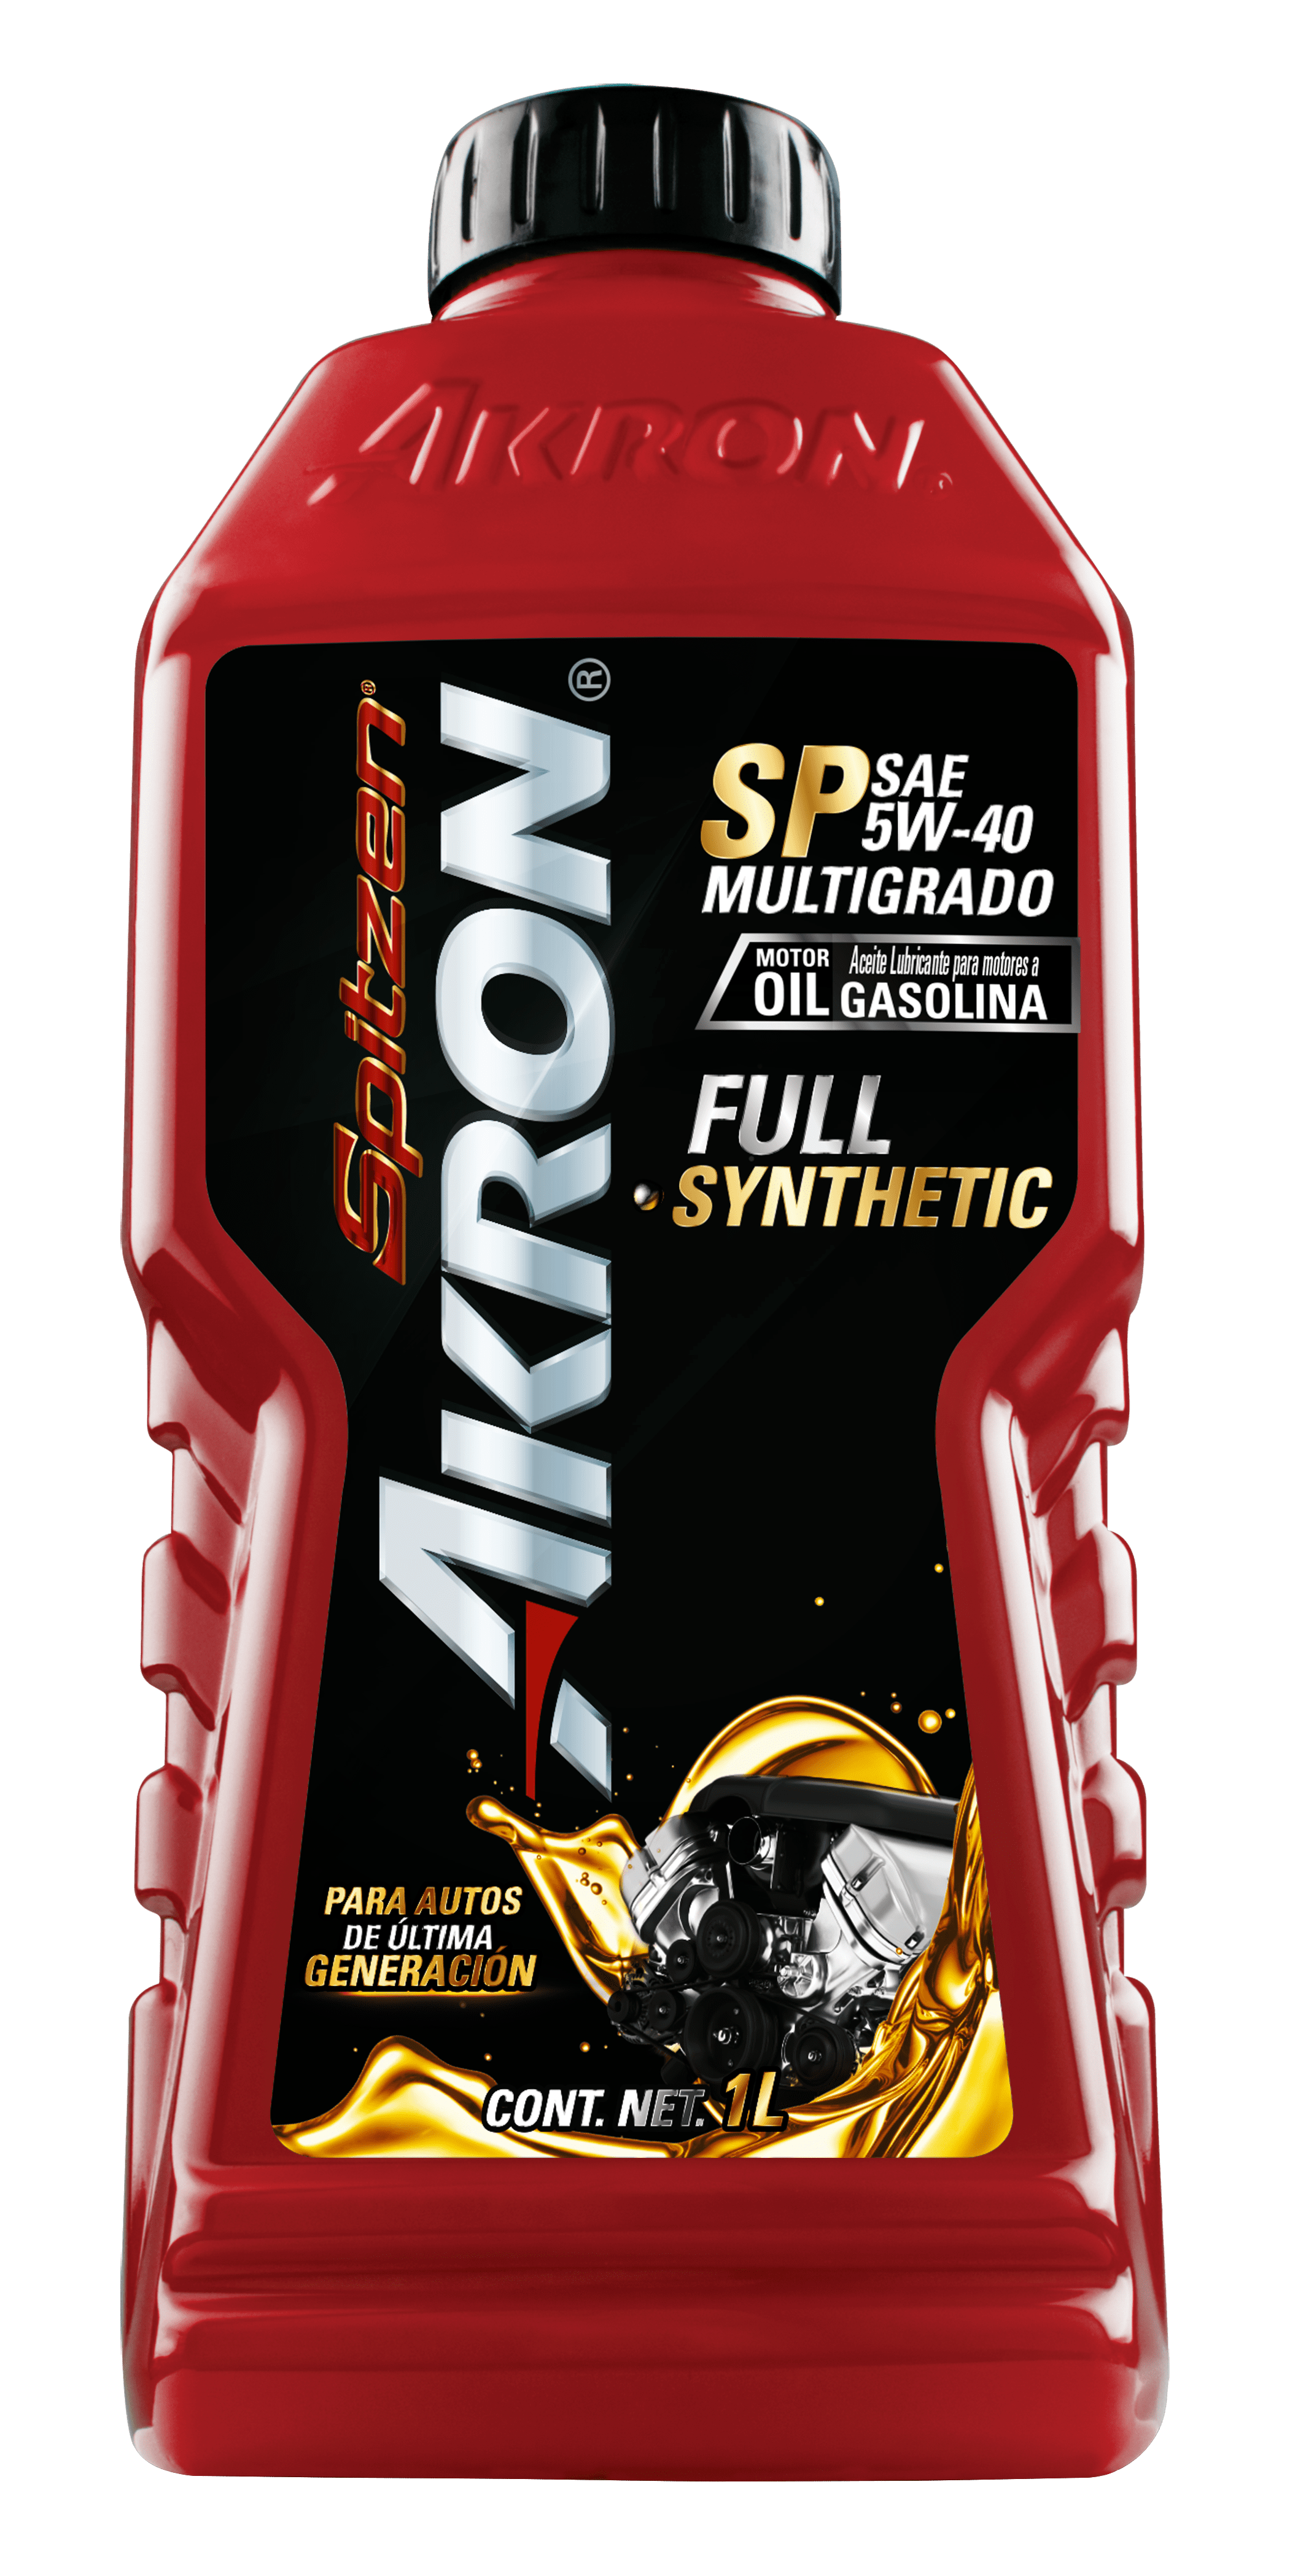 AKRON®
Spitzen®
AKRON®
SP SAE
5W-40
MULTIGRADO
MOTOR OIL
Aceite Lubricante para motores a
GASOLINA
FULL
SYNTHETIC
PARA AUTOS
DE ÚLTIMA
GENERACIÓN
CONT. NET. 1L